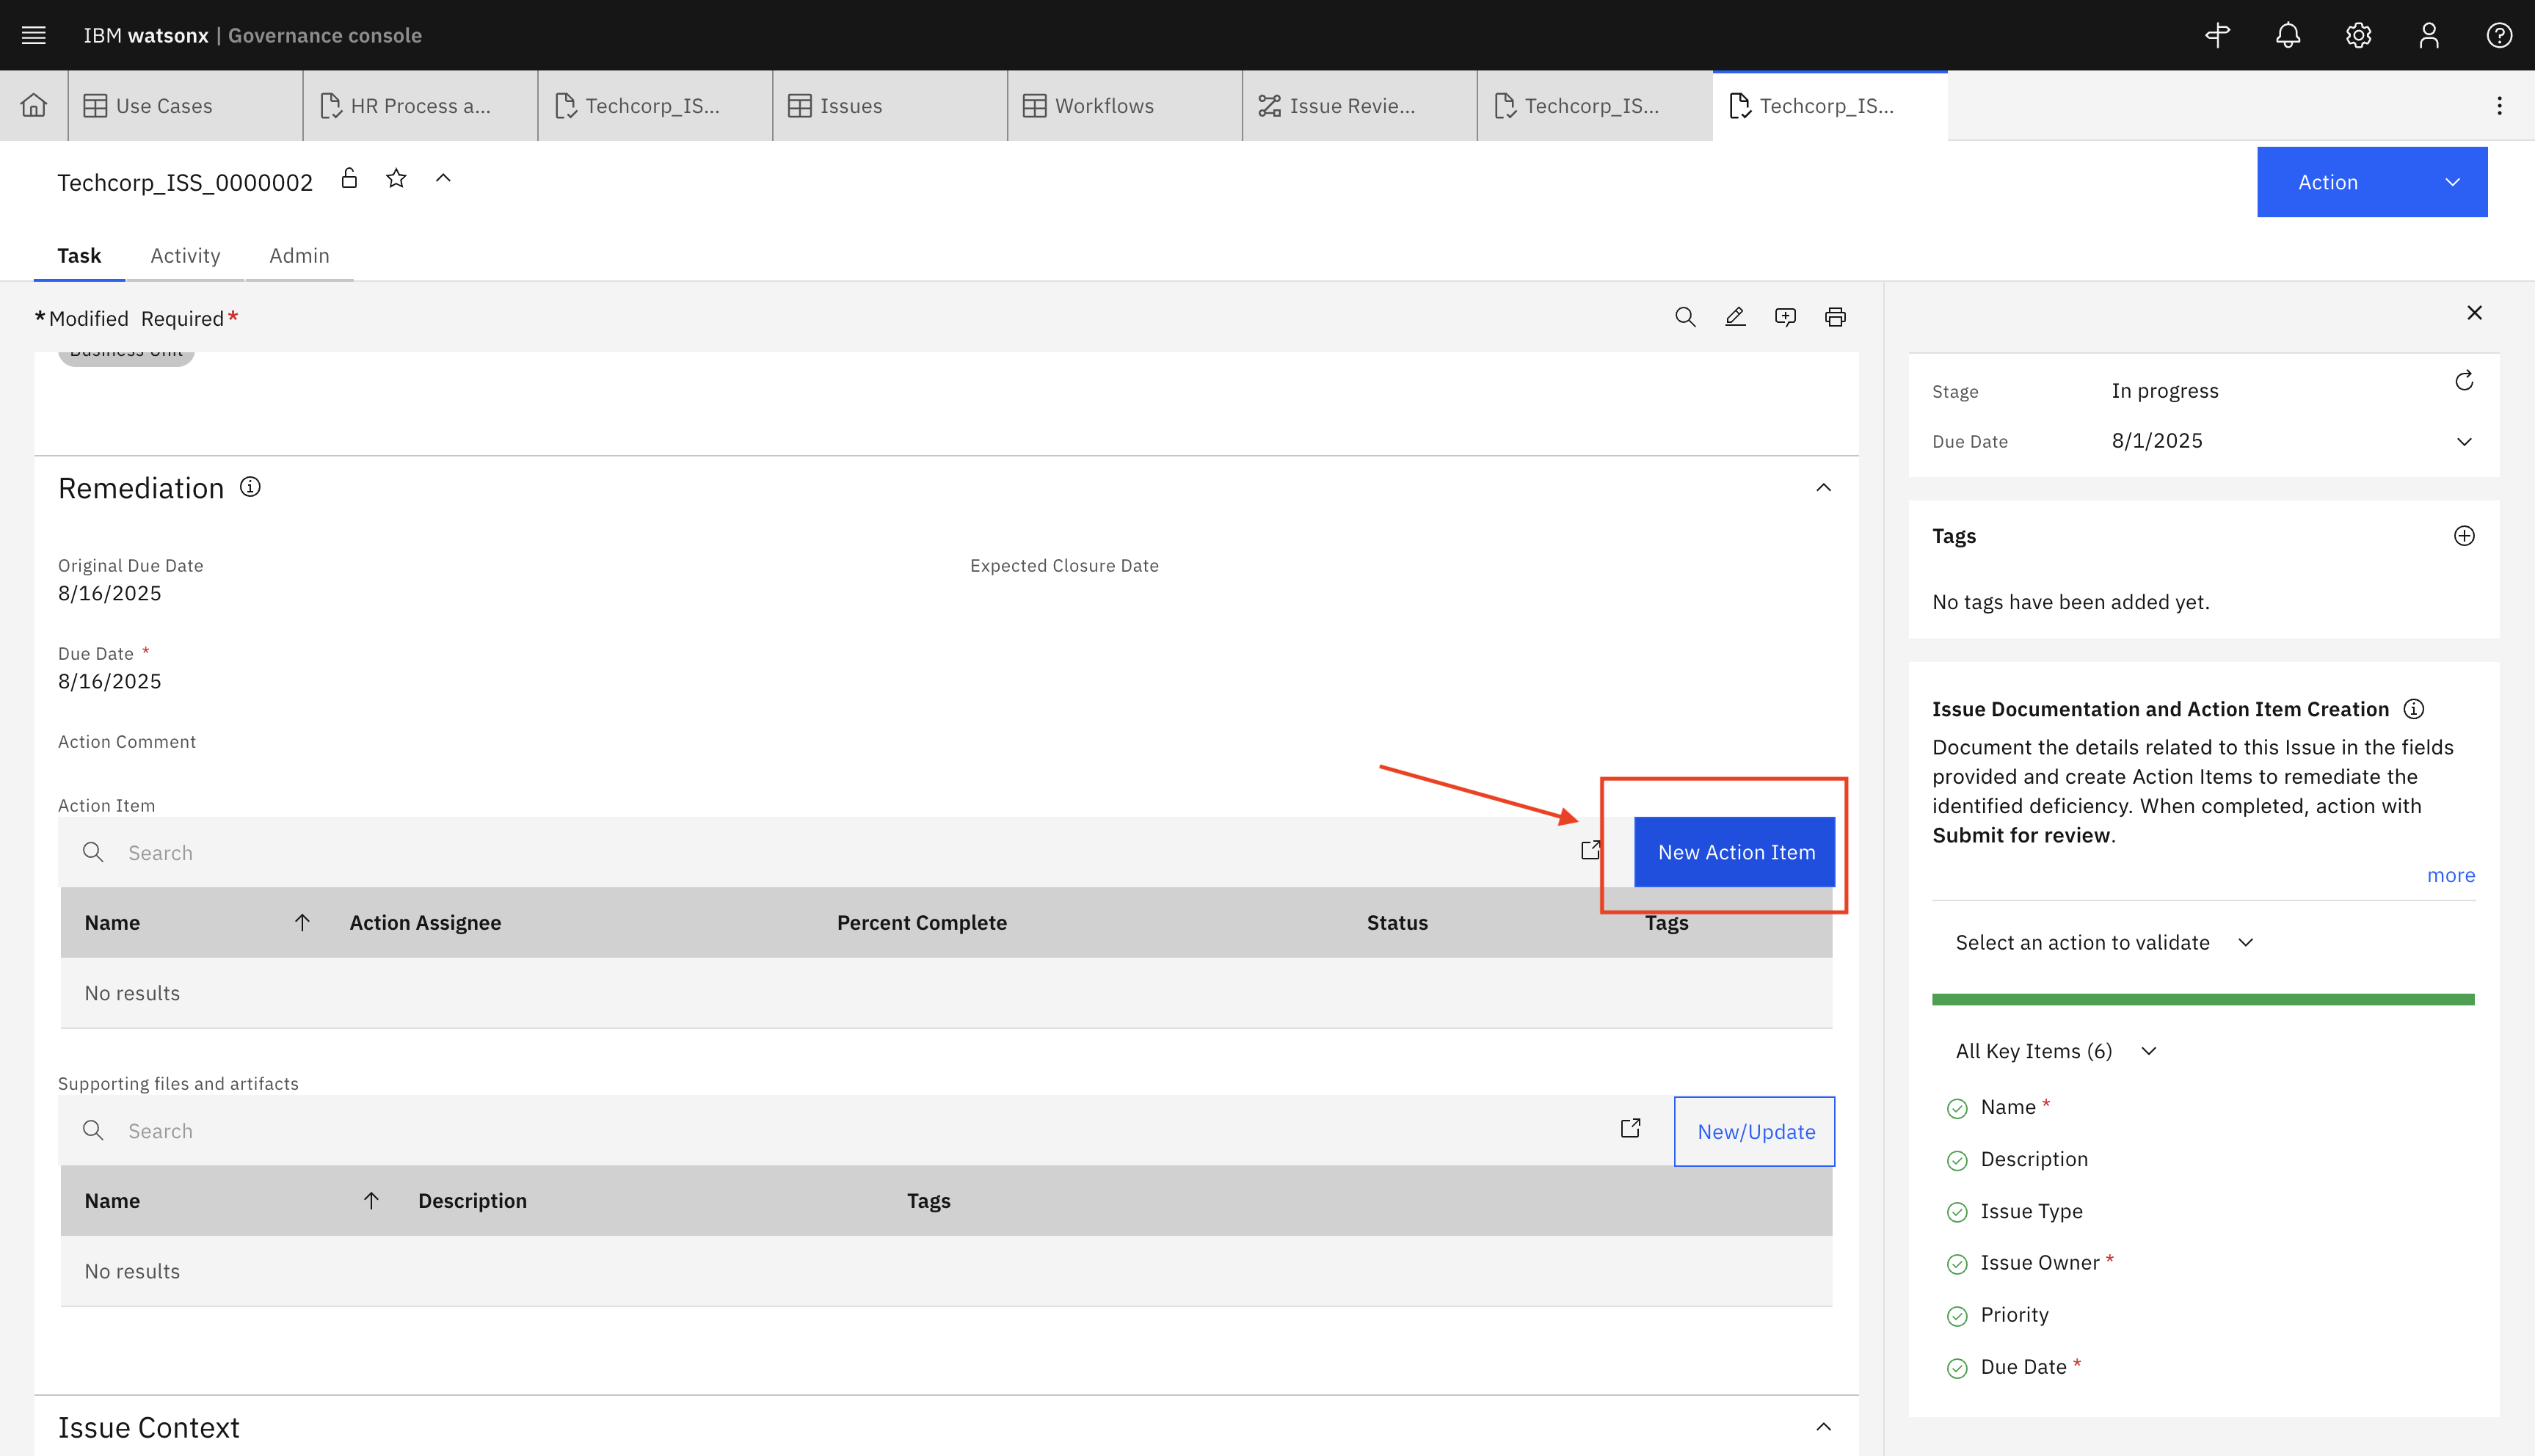 IBM watsonx | Governance console
Use Cases
HR Process a...
Techcorp_IS...
Issues
Workflows
Issue Revie...
Techcorp_IS...
Techcorp_IS...
Techcorp_ISS_0000002
Action
Task
Activity
Admin
*Modified Required*
Business Unit
Remediation
Original Due Date
8/16/2025
Expected Closure Date
Due Date *
8/16/2025
Action Comment
Action Item
Search
New Action Item
Name
Action Assignee
Percent Complete
Status
Tags
No results
Supporting files and artifacts
Search
New/Update
Name
Description
Tags
No results
Issue Context
Stage
In progress
Due Date
8/1/2025
Tags
No tags have been added yet.
Issue Documentation and Action Item Creation
Document the details related to this Issue in the fields
provided and create Action Items to remediate the
identified deficiency. When completed, action with
Submit for review.
more
Select an action to validate
All Key Items (6)
Name *
Description
Issue Type
Issue Owner *
Priority
Due Date *